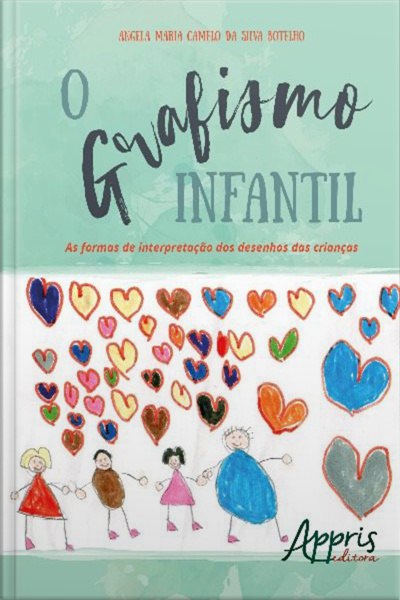 ANGELA MARIA CAMELO DA SILVA BOTELHO
O
Grafismo
INFANTIL
As formas de interpretação dos desenhos das crianças
Appris
editora